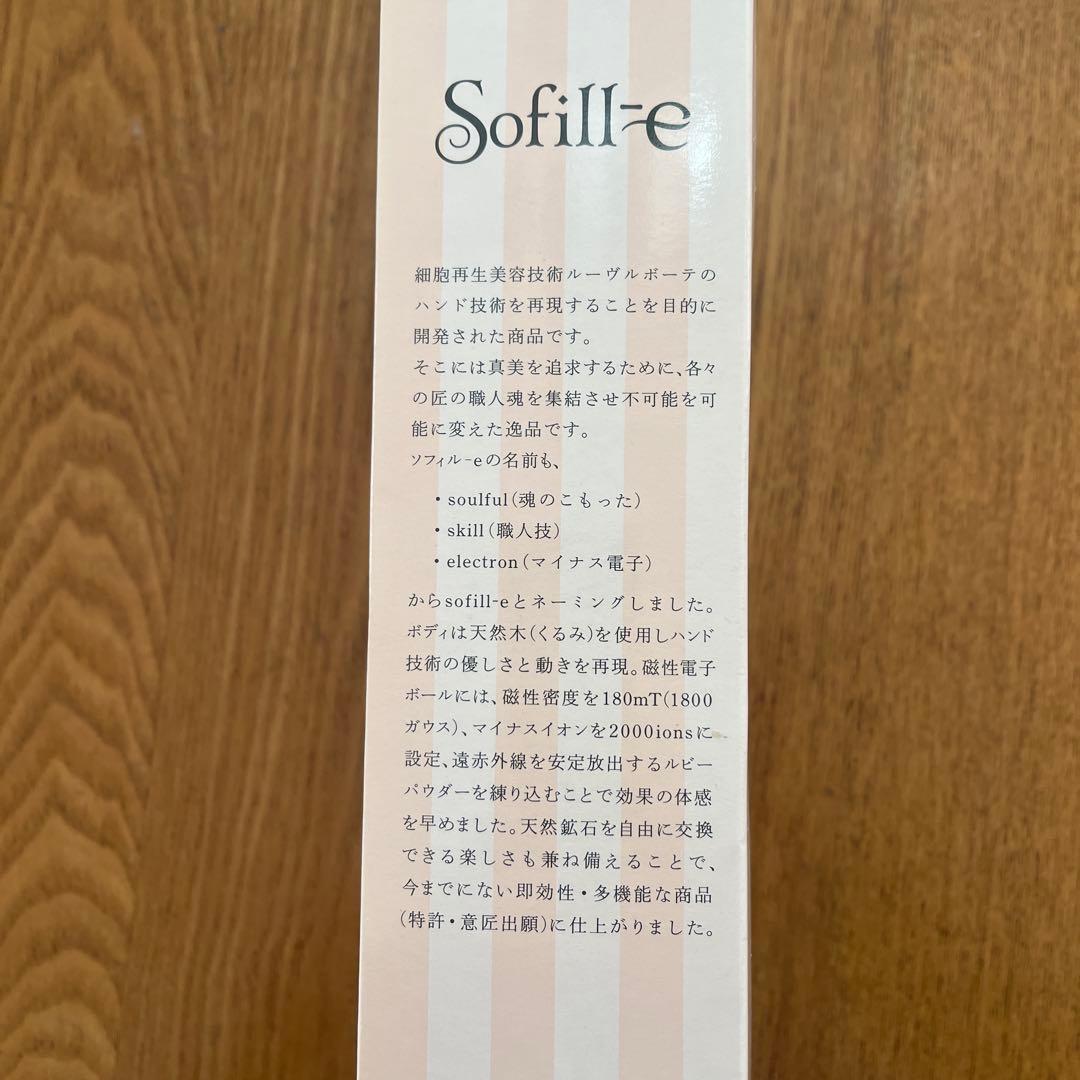 Sofill-e
細胞再生美容技術ルーヴルボーテの
ハンド技術を再現することを目的に
開発された商品です。
そこには真美を追求するために、各々
の匠の職人魂を集結させ不可能を可
能に変えた逸品です。
ソフィル-eの名前も、
・soulful(魂のこもった)
・skill(職人技)
・electron(マイナス電子)
からsofill-eとネーミングしました。
ボディは天然木(くるみ)を使用しハンド
技術の優しさと動きを再現。磁性電子
ボールには、磁性密度を180mT(1800
ガウス)、マイナスイオンを2000ionsに
設定、遠赤外線を安定放出するルビー
パウダーを練り込むことで効果の体感
を早めました。天然鉱石を自由に交換
できる楽しさも兼ね備えることで、
今までにない即効性・多機能な商品
(特許・意匠出願)に仕上がりました。